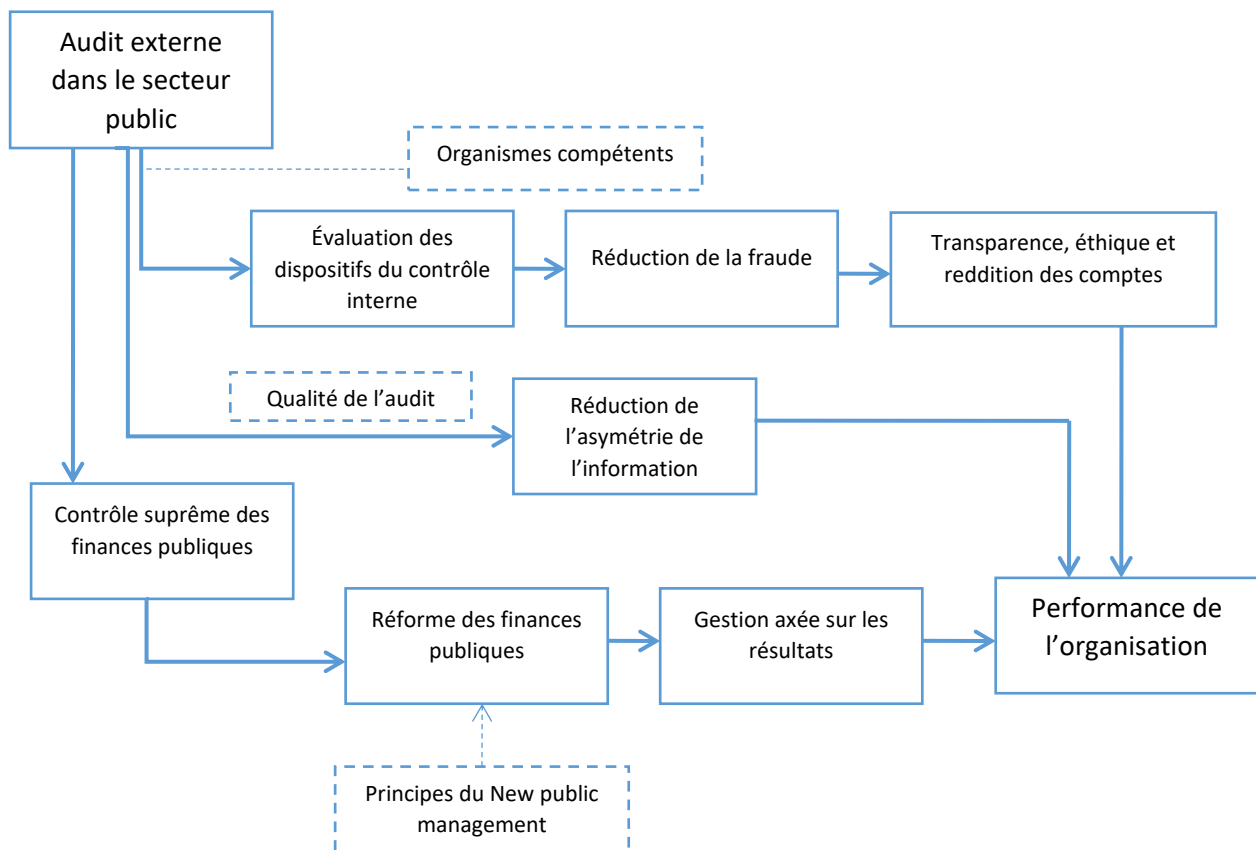 Audit externe
dans le secteur
public
Organismes compétents
Évaluation des
dispositifs du contrôle
interne
Réduction de la fraude
Transparence, éthique et
reddition des comptes
Qualité de l’audit
Réduction de
l’asymétrie de
l’information
Contrôle suprême des
finances publiques
Réforme des finances
publiques
Gestion axée sur les
résultats
Performance de
l’organisation
Principes du New public
management